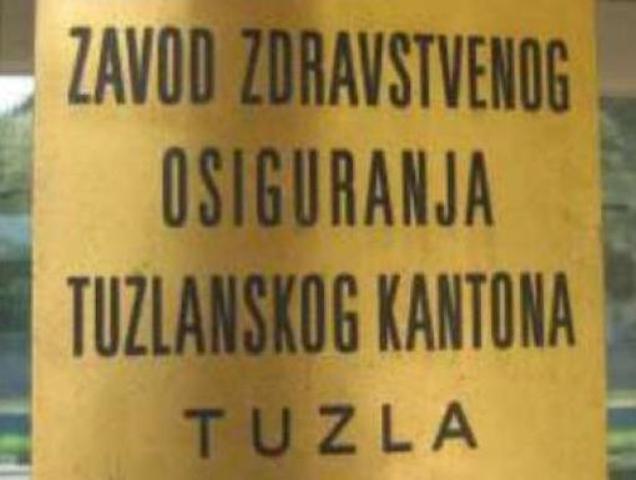 ZAVOD ZDRAVSTVENOG
OSIGURANJA
TUZLANSKOG KANTONA
TUZLA